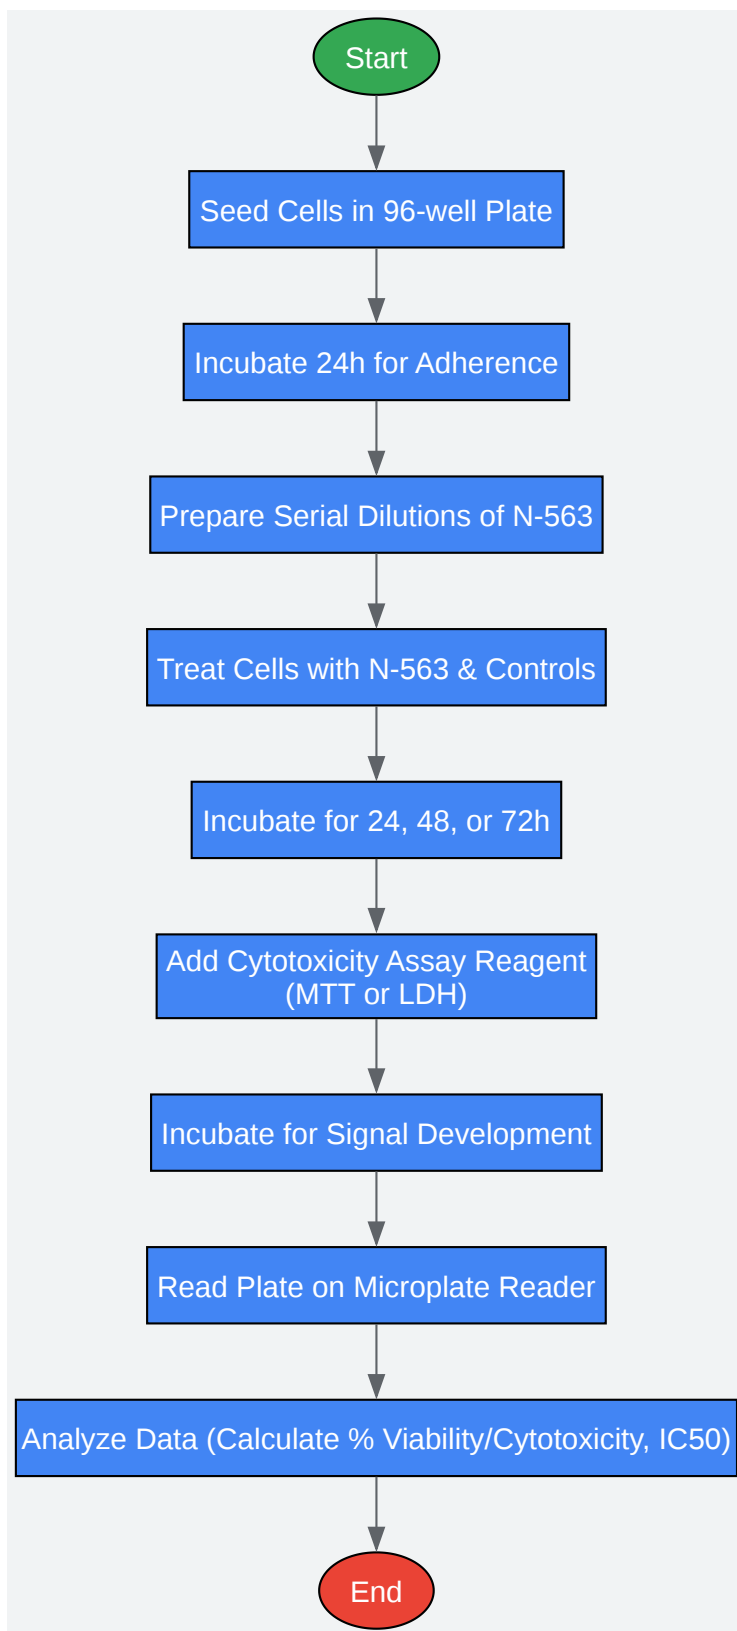 Start
Seed Cells in 96-well Plate
Incubate 24h for Adherence
Prepare Serial Dilutions of N-563
Treat Cells with N-563 & Controls
Incubate for 24, 48, or 72h
Add Cytotoxicity Assay Reagent
(MTT or LDH)
Incubate for Signal Development
Read Plate on Microplate Reader
Analyze Data (Calculate % Viability/Cytotoxicity, IC50)
End